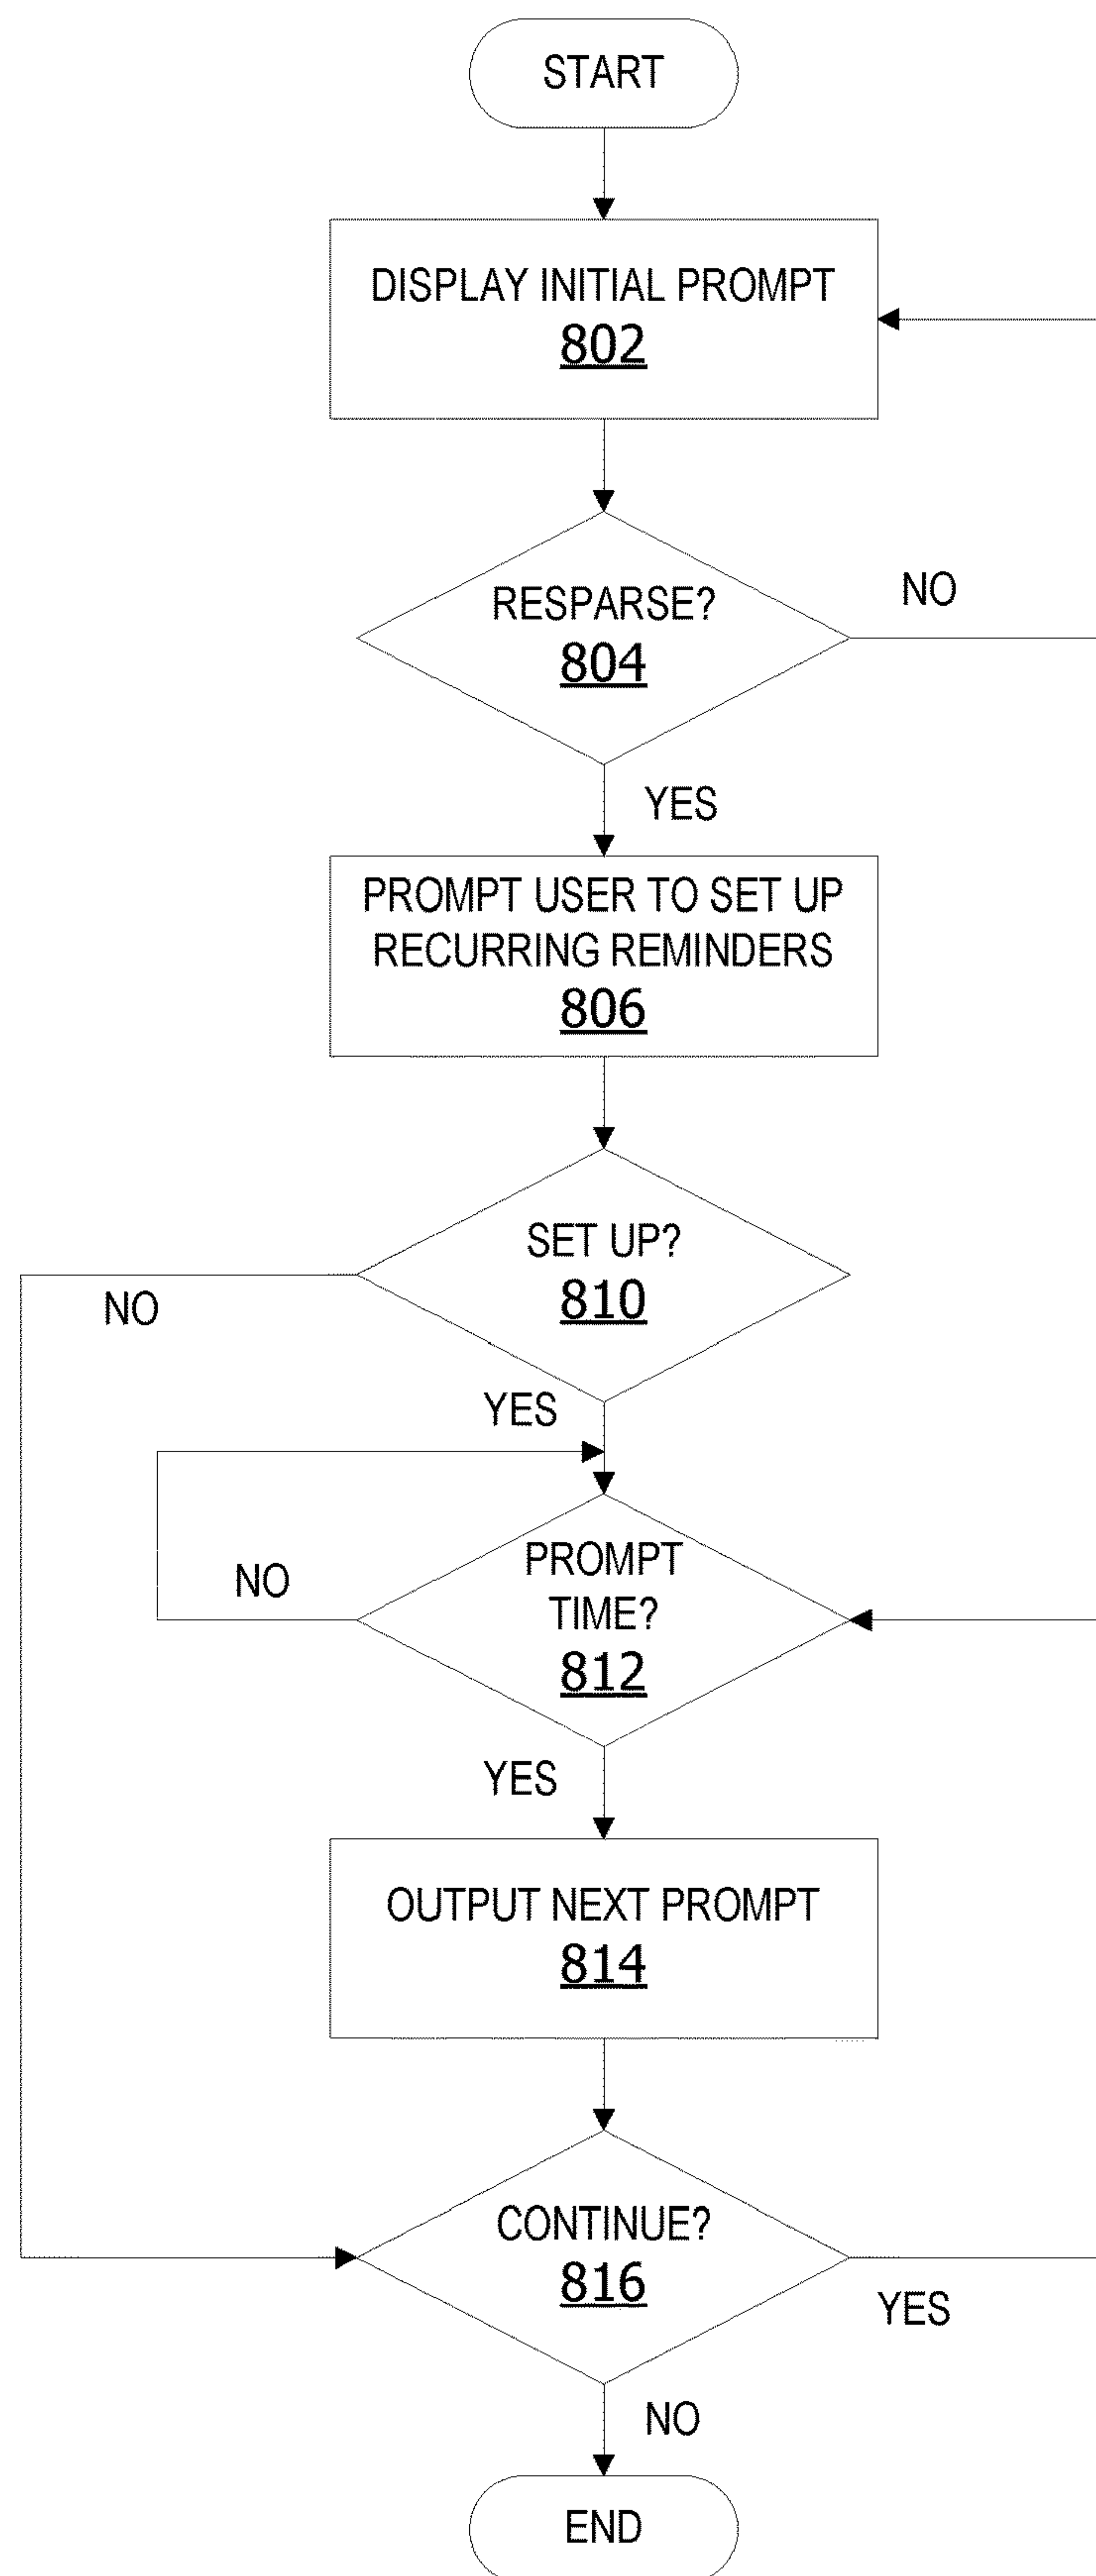 START
DISPLAY INITIAL PROMPT
802
RESPARSE?
804
NO
YES
PROMPT USER TO SET UP
RECURRING REMINDERS
806
SET UP?
810
NO
YES
PROMPT
TIME?
812
NO
YES
OUTPUT NEXT PROMPT
814
CONTINUE?
816
YES
NO
END